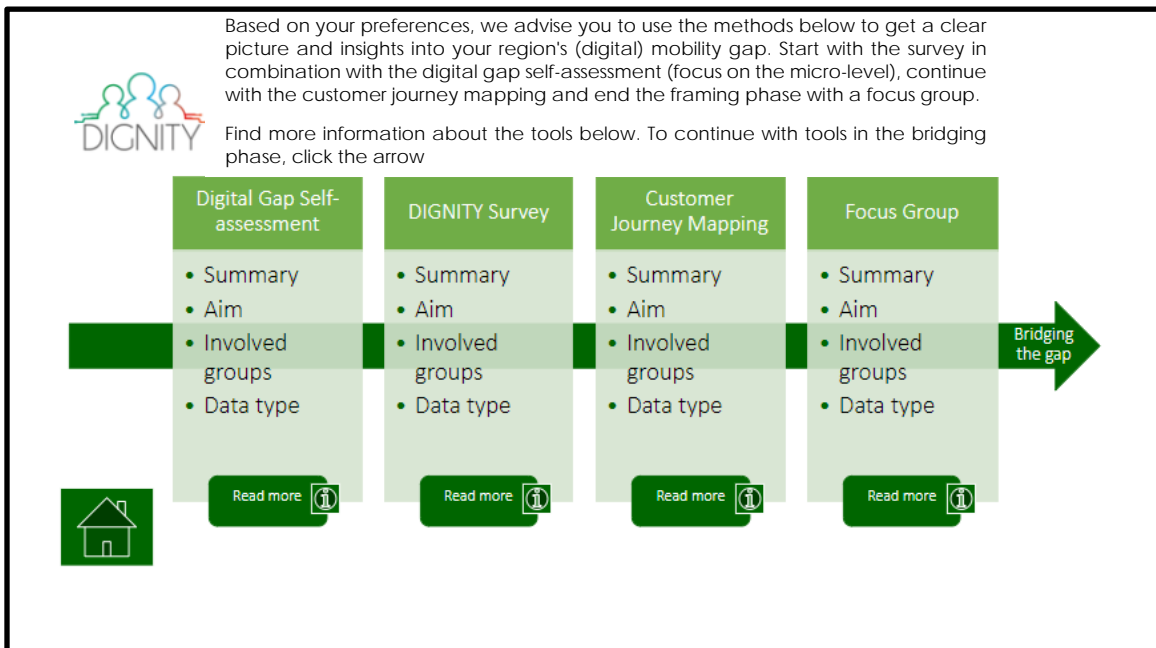 Based on your preferences, we advise you to use the methods below to get a clear
picture and insights into your region's (digital) mobility gap. Start with the survey in
combination with the digital gap self-assessment (focus on the micro-level), continue
with the customer journey mapping and end the framing phase with a focus group.
DIGNITY
Find more information about the tools below. To continue with tools in the bridging
phase, click the arrow
Digital Gap Self-
assessment
• Summary
• Aim
• Involved
groups
• Data type
Read more
DIGNITY Survey
• Summary
• Aim
• Involved
groups
• Data type
Read more
Customer
Journey Mapping
• Summary
• Aim
• Involved
groups
• Data type
Read more
Focus Group
• Summary
• Aim
• Involved
groups
• Data type
Read more
Bridging
the gap